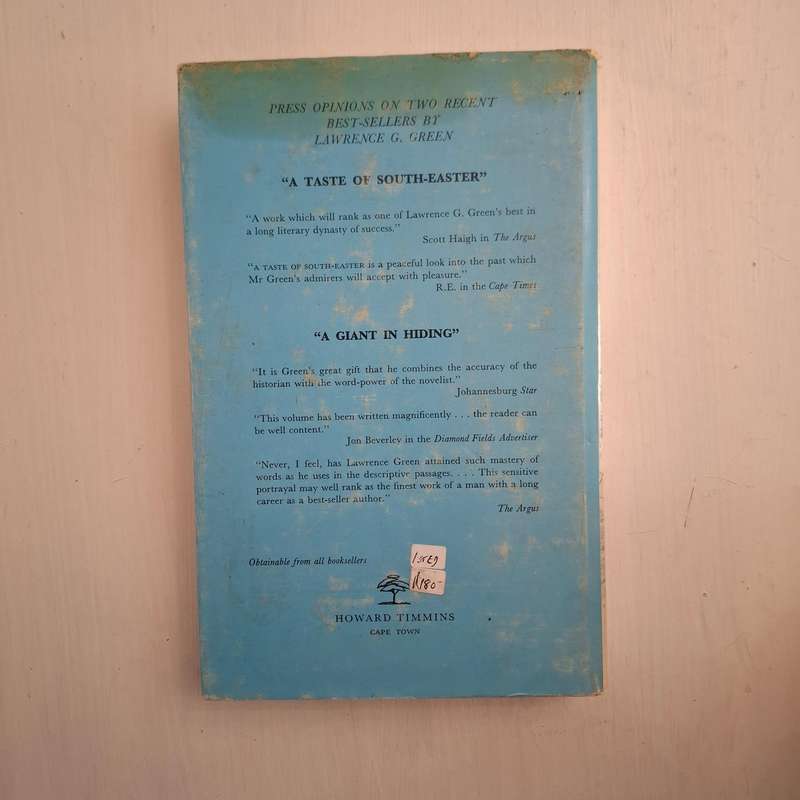 PRESS OPINIONS ON TWO RECENT
BEST-SELLERS BY
LAWRENCE G. GREEN
"A TASTE OF SOUTH-EASTER"
"A work which will rank as one of Lawrence G. Green's best in
a long literary dynasty of success."
Scott Haigh in The Argus
"A TASTE OF SOUTH-EASTER is a peaceful look into the past which
Mr Green's admirers will accept with pleasure."
R.E. in the Cape Times
"A GIANT IN HIDING"
"It is Green's great gift that he combines the accuracy of the
historian with the word-power of the novelist."
Johannesburg Star
"This volume has been written magnificently . . . the reader can
be well content."
Jon Beverley in the Diamond Fields Advertiser
"Never, I feel, has Lawrence Green attained such mastery of
words as he uses in the descriptive passages. . . . This sensitive
portrayal may well rank as the finest work of a man with a long
career as a best-seller author."
The Argus
Obtainable from all booksellers
R180-
HOWARD TIMMINS
CAPE TOWN